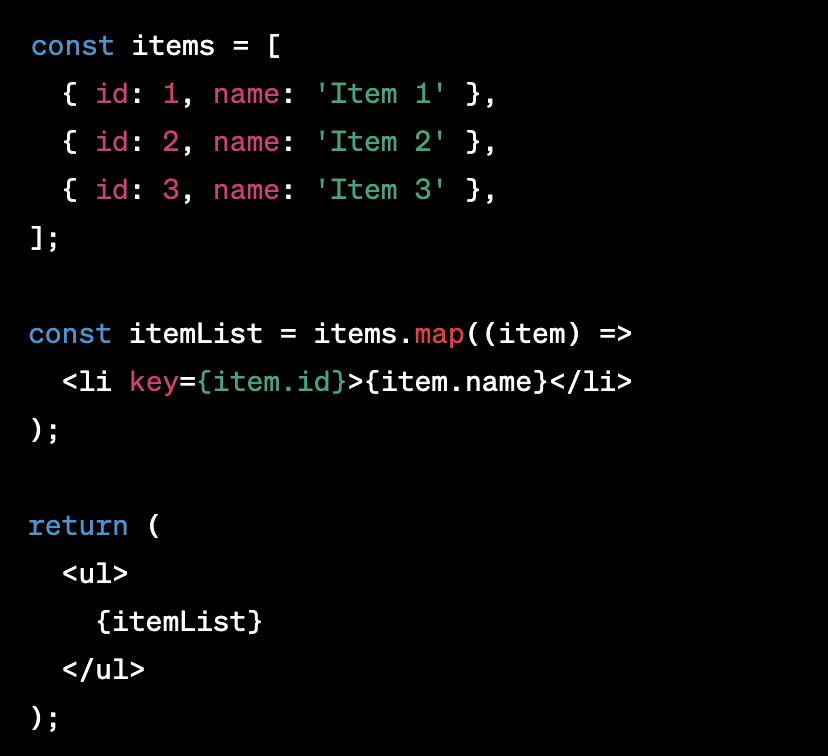 const items = [
  { id: 1, name: 'Item 1' },
  { id: 2, name: 'Item 2' },
  { id: 3, name: 'Item 3' },
];

const itemList = items.map((item) =>
  <li key={item.id}>{item.name}</li>
);

return (
  <ul>
    {itemList}
  </ul>
);